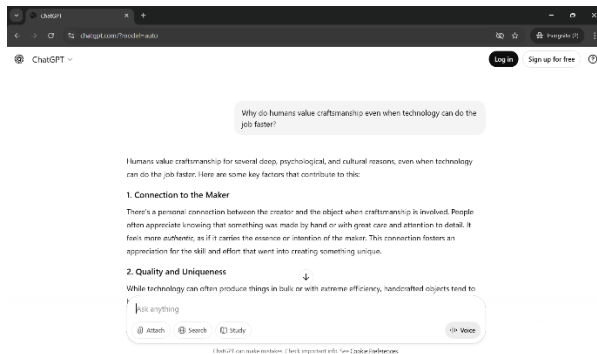 ChatGPT
chatgpt.com/?model=auto
Incognito (2)
ChatGPT
Log in
Sign up for free
Why do humans value craftsmanship even when technology can do the
job faster?
Humans value craftsmanship for several deep, psychological, and cultural reasons, even when technology
can do the job faster. Here are some key factors that contribute to this:
1. Connection to the Maker
There's a personal connection between the creator and the object when craftsmanship is involved. People
often appreciate knowing that something was made by hand or with great care and attention to detail. It
feels more authentic, as if it carries the essence or intention of the maker. This connection fosters an
appreciation for the skill and effort that went into creating something unique.
2. Quality and Uniqueness
While technology can often produce things in bulk or with extreme efficiency, handcrafted objects tend to
Ask anything
Attach
Search
Study
Voice
ChatGPT can make mistakes. Check important info. See Cookie Preferences.